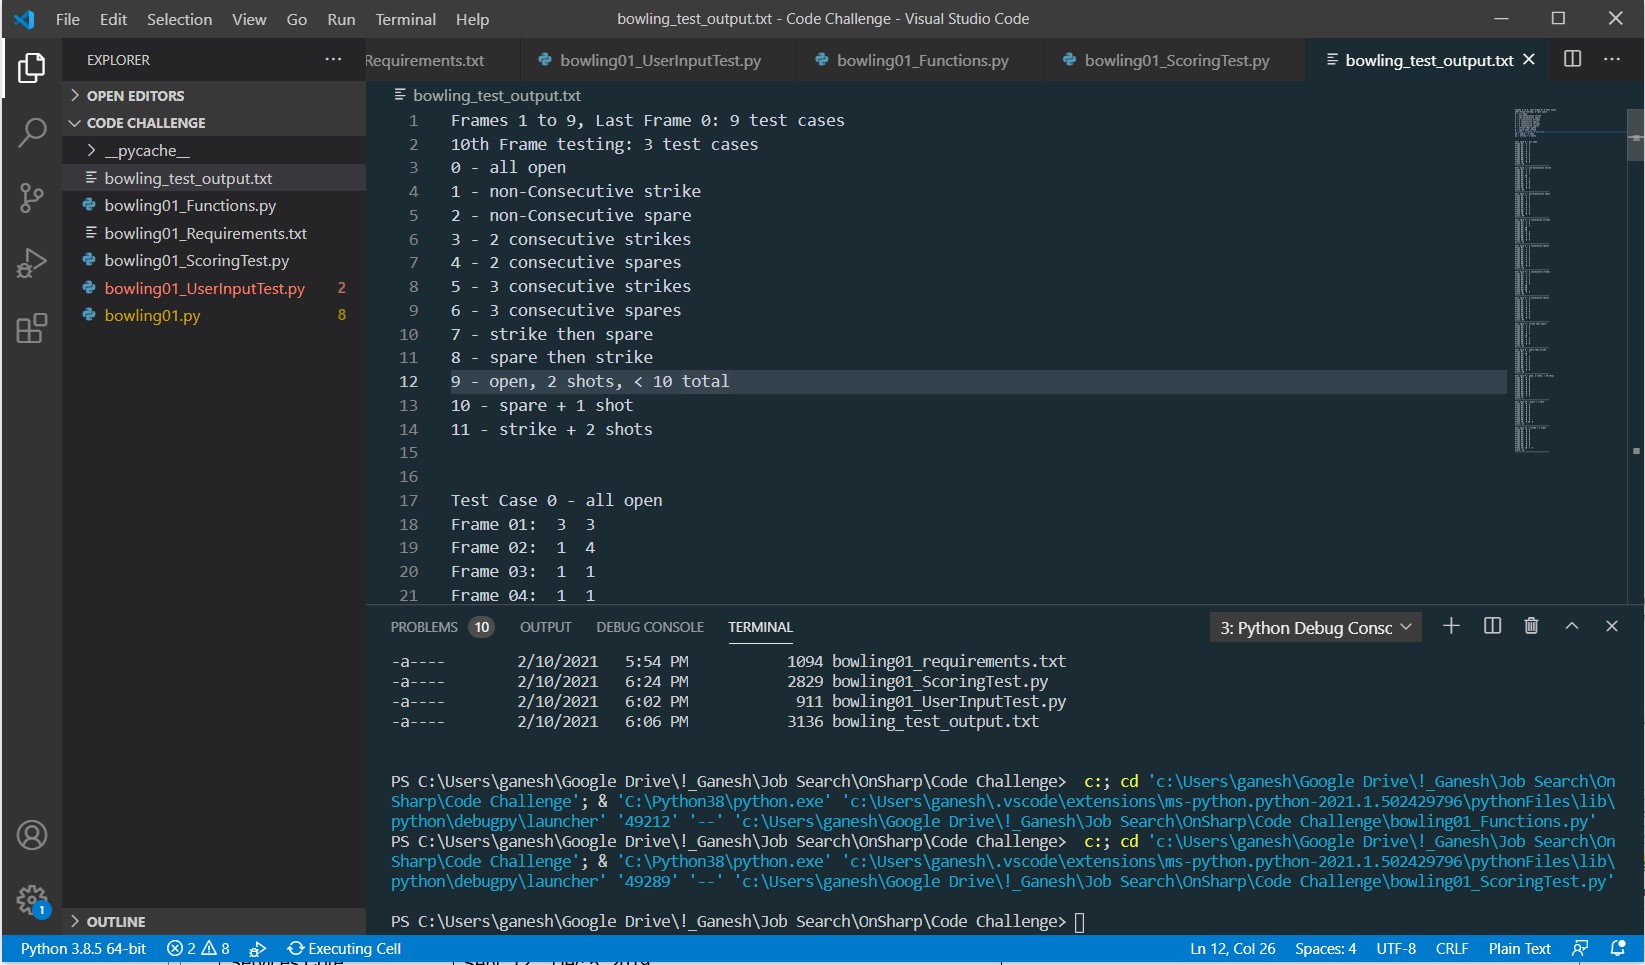 File Edit Selection View Go Run Terminal Help
bowling_test_output.txt - Code Challenge - Visual Studio Code
EXPLORER
Requirements.txt
bowling01_UserInputTest.py
bowling01_Functions.py
bowling01_ScoringTest.py
bowling_test_output.txt
OPEN EDITORS
CODE CHALLENGE
__pycache__
bowling_test_output.txt
bowling01_Functions.py
bowling01_Requirements.txt
bowling01_ScoringTest.py
bowling01_UserInputTest.py 2
bowling01.py 8
OUTLINE
1
bowling_test_output.txt
1 Frames 1 to 9, Last Frame 0: 9 test cases
2 10th Frame testing: 3 test cases
3 0 - all open
4 1 - non-Consecutive strike
5 2 - non-Consecutive spare
6 3 - 2 consecutive strikes
7 4 - 2 consecutive spares
8 5 - 3 consecutive strikes
9 6 - 3 consecutive spares
10 7 - strike then spare
11 8 - spare then strike
12 9 - open, 2 shots, < 10 total
13 10 - spare + 1 shot
14 11 - strike + 2 shots
15
16
17 Test Case 0 - all open
18 Frame 01:  3  3
19 Frame 02:  1  4
20 Frame 03:  1  1
21 Frame 04:  1  1
PROBLEMS 10 OUTPUT DEBUG CONSOLE TERMINAL
3: Python Debug Consc
-a---- 2/10/2021 5:54 PM 1094 bowling01_requirements.txt
-a---- 2/10/2021 6:24 PM 2829 bowling01_ScoringTest.py
-a---- 2/10/2021 6:02 PM 911 bowling01_UserInputTest.py
-a---- 2/10/2021 6:06 PM 3136 bowling_test_output.txt
PS C:\Users\ganesh\Google Drive\!_Ganesh\Job Search\OnSharp\Code Challenge>  c:; cd 'c:\Users\ganesh\Google Drive\!_Ganesh\Job Search\On
Sharp\Code Challenge'; & 'C:\Python38\python.exe' 'c:\Users\ganesh\.vscode\extensions\ms-python.python-2021.1.502429796\pythonFiles\lib\
python\debugpy\launcher' '49212' '--' 'c:\Users\ganesh\Google Drive\!_Ganesh\Job Search\OnSharp\Code Challenge\bowling01_Functions.py'
PS C:\Users\ganesh\Google Drive\!_Ganesh\Job Search\OnSharp\Code Challenge>  c:; cd 'c:\Users\ganesh\Google Drive\!_Ganesh\Job Search\On
Sharp\Code Challenge'; & 'C:\Python38\python.exe' 'c:\Users\ganesh\.vscode\extensions\ms-python.python-2021.1.502429796\pythonFiles\lib\
python\debugpy\launcher' '49289' '--' 'c:\Users\ganesh\Google Drive\!_Ganesh\Job Search\OnSharp\Code Challenge\bowling01_ScoringTest.py'
PS C:\Users\ganesh\Google Drive\!_Ganesh\Job Search\OnSharp\Code Challenge>
Python 3.8.5 64-bit 2 8 Executing Cell Ln 12, Col 26 Spaces: 4 UTF-8 CRLF Plain Text